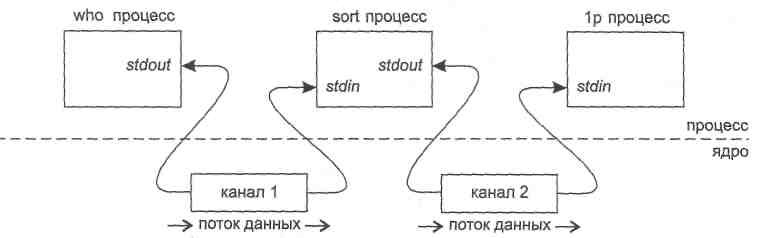 who процесс
sort процесс
1p процесс
stdout
stdout
stdin
stdin
процесс
ядро
канал 1
канал 2
поток данных
поток данных